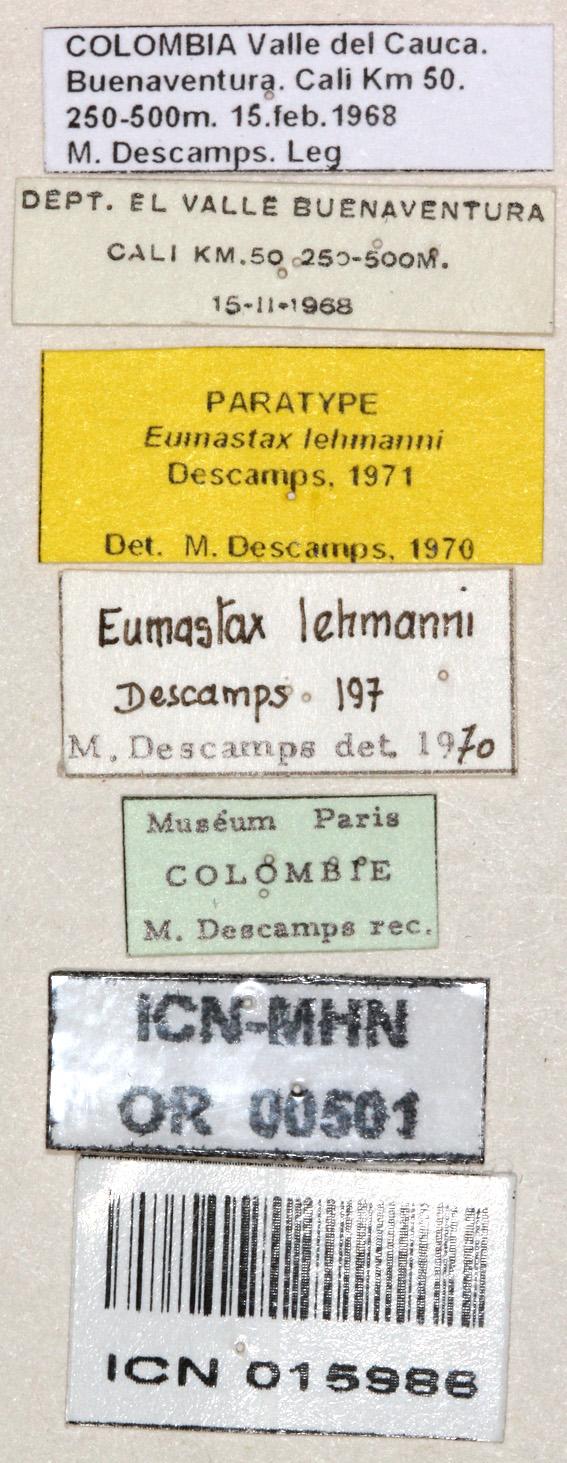 COLOMBIA Valle del Cauca.
Buenaventura. Cali Km 50.
250-500m. 15.feb.1968
M. Descamps. Leg
DEPT. EL VALLE BUENAVENTURA
CALI KM.50 250-500M.
15-II-1968
PARATYPE
Eumastax lehmanni
Descamps, 1971
Det. M. Descamps, 1970
Eumastax lehmanni
Descamps. 197
M. Descamps det. 1970
Muséum Paris
COLOMBIE
M. Descamps rec.
ICN-MHN
OR 00501
ICN 015986